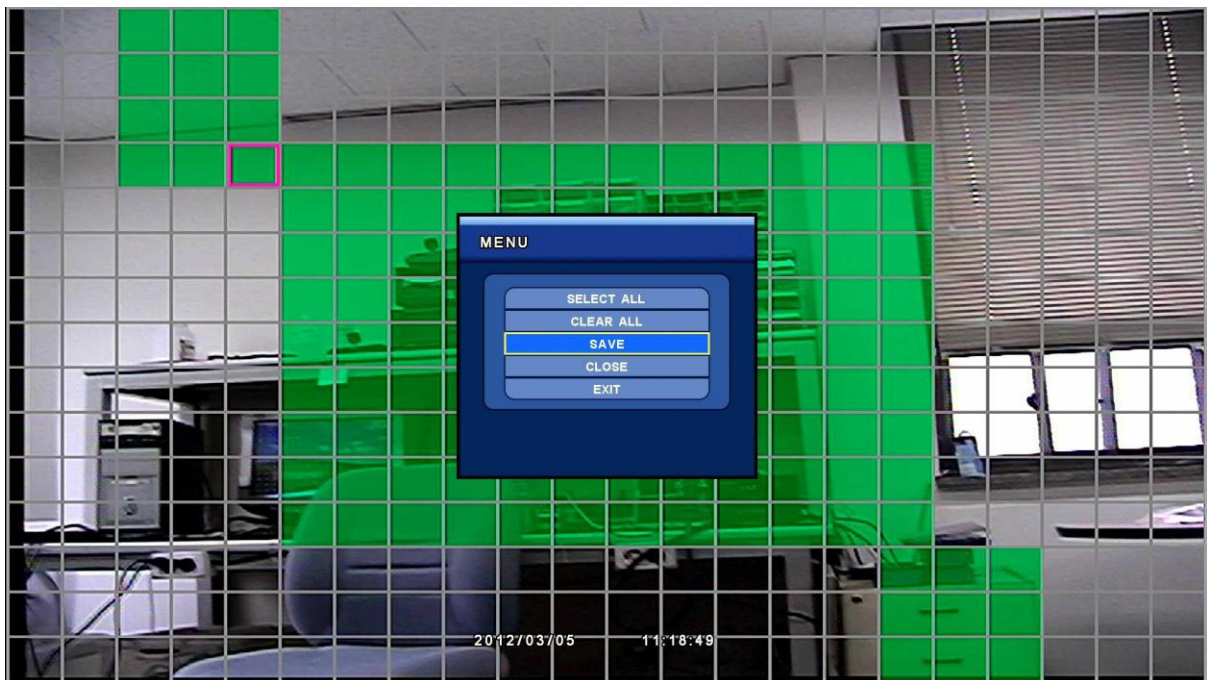 MENU
SELECT ALL
CLEAR ALL
SAVE
CLOSE
EXIT
2012/03/05 11:18:49